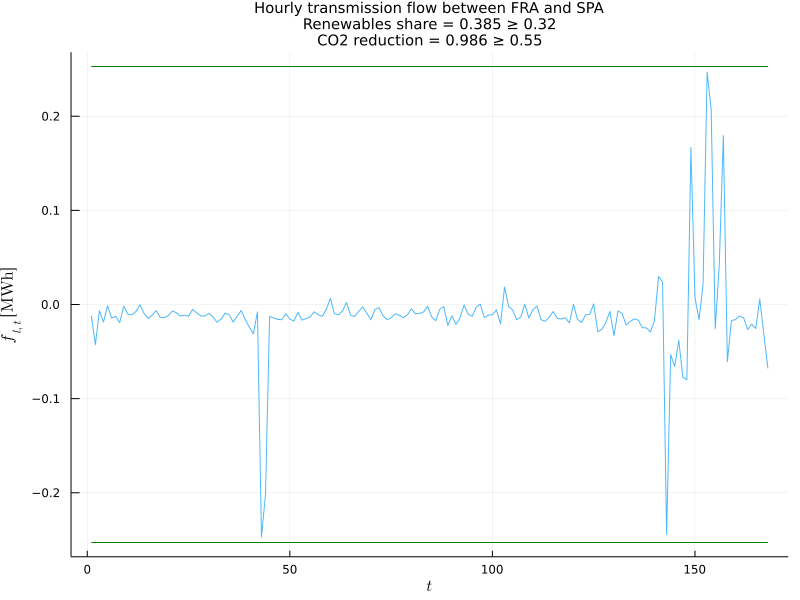 Hourly transmission flow between FRA and SPA
Renewables share = 0.385 ≥ 0.32
CO2 reduction = 0.986 ≥ 0.55
0.2
0.1
0.0
−0.1
−0.2
f l, t [MWh]
0
50
100
150
t